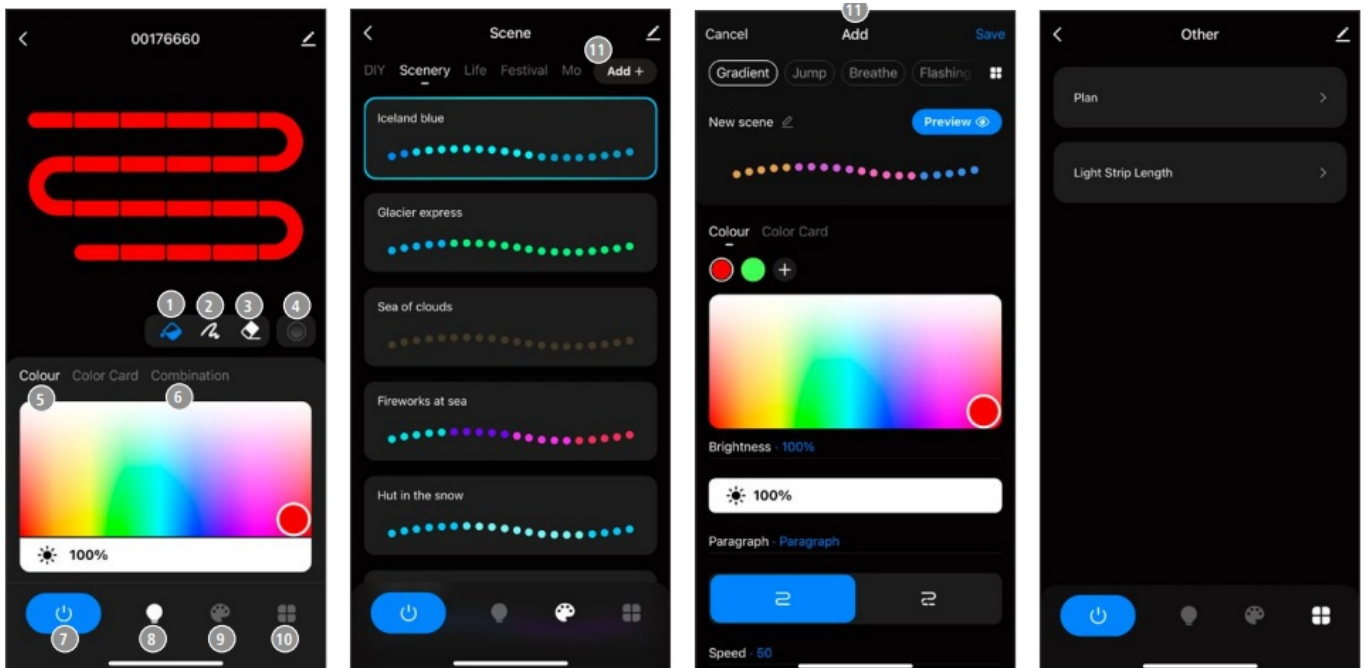 00176660
1
2
3
4
Colour Color Card Combination
5
6
100%
7
8
9
10
Scene
11
DIY Scenery Life Festival Mo Add +
Iceland blue
Glacier express
Sea of clouds
Fireworks at sea
Hut in the snow
11
Cancel Add Save
Gradient Jump Breathe Flashing
New scene Preview
Colour Color Card
+
Brightness · 100%
100%
Paragraph · Paragraph
Speed · 50
Other
Plan
Light Strip Length